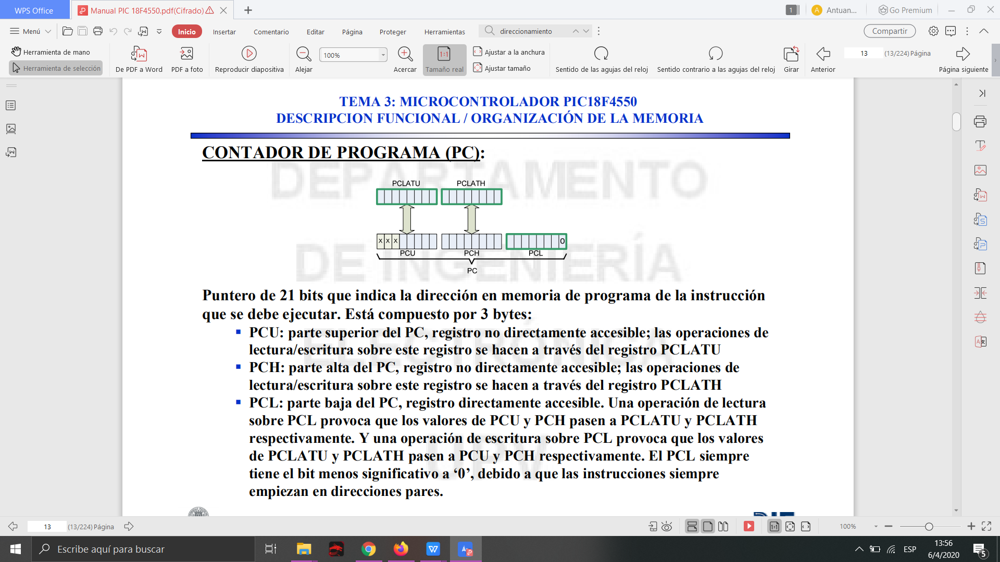 WPS Office
Manual PIC 18F4550.pdf(Cifrado)
1
A
Antuan...
Go Premium
Menú
Inicio
Insertar
Comentario
Editar
Página
Proteger
Herramientas
direccionamiento
Compartir
Herramienta de mano
Herramienta de selección
De PDF a Word
PDF a foto
Reproducir diapositiva
Alejar
100%
Acercar
1:1
Tamaño real
Ajustar a la anchura
Ajustar tamaño
Sentido de las agujas del reloj
Sentido contrario a las agujas del reloj
Girar
Anterior
13
(13/224) Página
Página siguiente
TEMA 3: MICROCONTROLADOR PIC18F4550
DESCRIPCION FUNCIONAL / ORGANIZACIÓN DE LA MEMORIA
CONTADOR DE PROGRAMA (PC):
DEPARTAMENTO
DE INGENIERÍA
ELECTRÓNICA
UPV
PCLATU PCLATH
x x x 0
PCU PCH PCL
PC
Puntero de 21 bits que indica la dirección en memoria de programa de la instrucción
que se debe ejecutar. Está compuesto por 3 bytes:
PCU: parte superior del PC, registro no directamente accesible; las operaciones de
lectura/escritura sobre este registro se hacen a través del registro PCLATU
PCH: parte alta del PC, registro no directamente accesible; las operaciones de
lectura/escritura sobre este registro se hacen a través del registro PCLATH
PCL: parte baja del PC, registro directamente accesible. Una operación de lectura
sobre PCL provoca que los valores de PCU y PCH pasen a PCLATU y PCLATH
respectivamente. Y una operación de escritura sobre PCL provoca que los valores
de PCLATU y PCLATH pasen a PCU y PCH respectivamente. El PCL siempre
tiene el bit menos significativo a ‘0’, debido a que las instrucciones siempre
empiezan en direcciones pares.
13
(13/224) Página
1:1
100%
Escribe aquí para buscar
ESP
13:56
6/4/2020
5